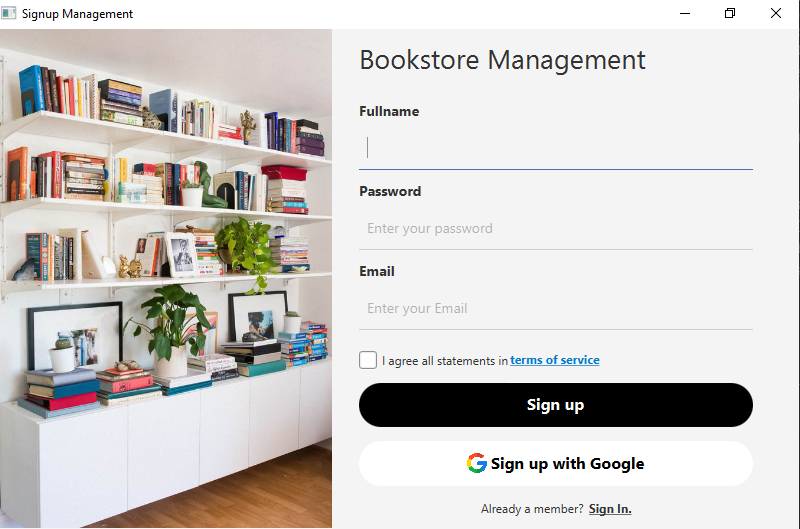 Signup Management
Bookstore Management
Fullname
Password
Enter your password
Email
Enter your Email
I agree all statements in terms of service
Sign up
Sign up with Google
Already a member? Sign In.